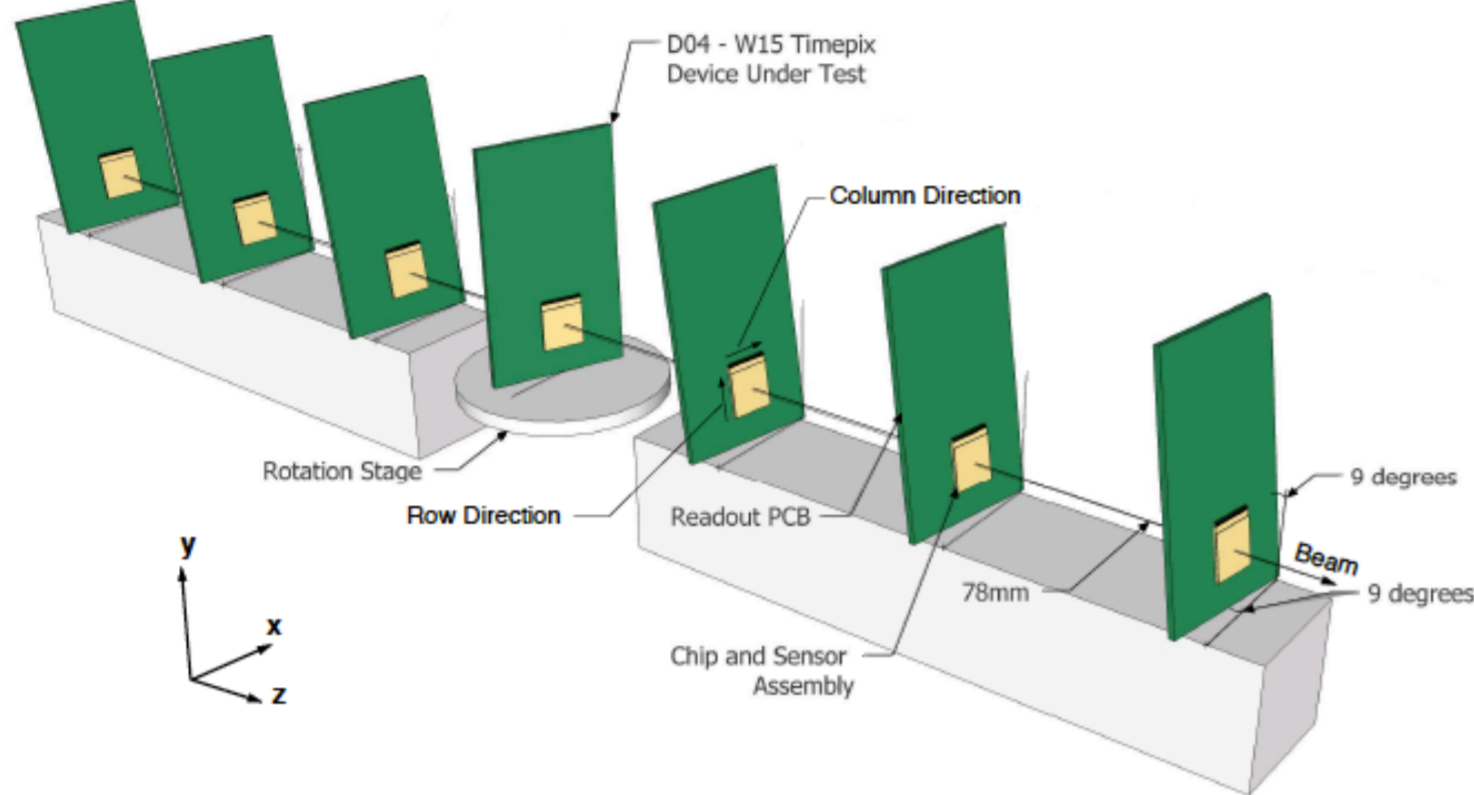 D04 - W15 Timepix
Device Under Test
Column Direction
Rotation Stage
Row Direction
Readout PCB
9 degrees
Beam
78mm
9 degrees
Chip and Sensor
Assembly
y
x
z